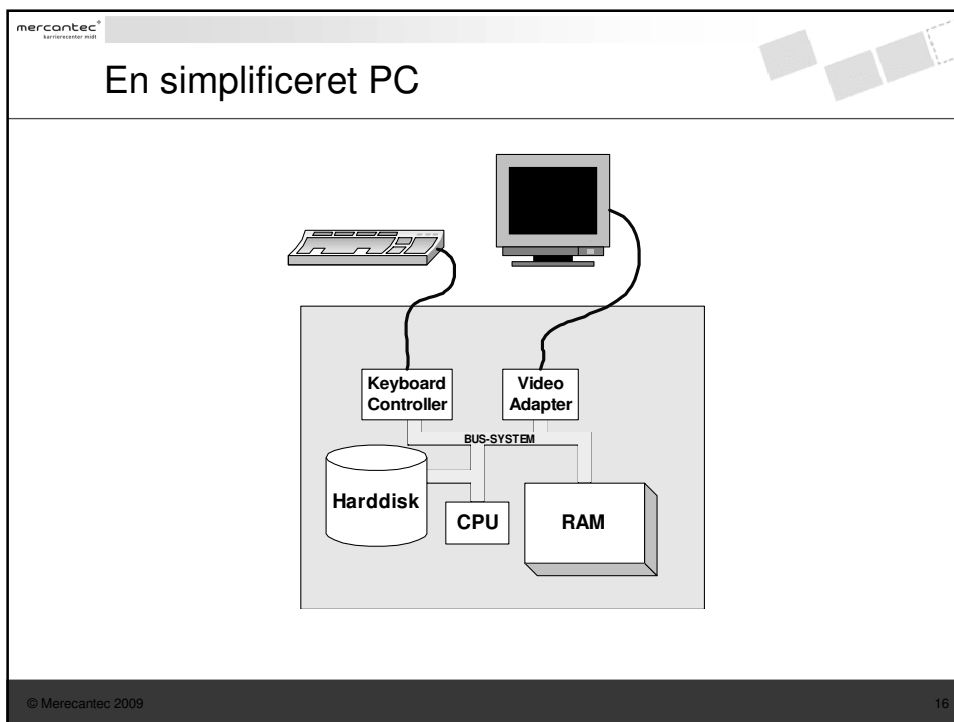 mercantec+
karrierecenter midt
En simplificeret PC
Keyboard
Controller
Video
Adapter
BUS-SYSTEM
Harddisk
CPU
RAM
© Merecantec 2009
16